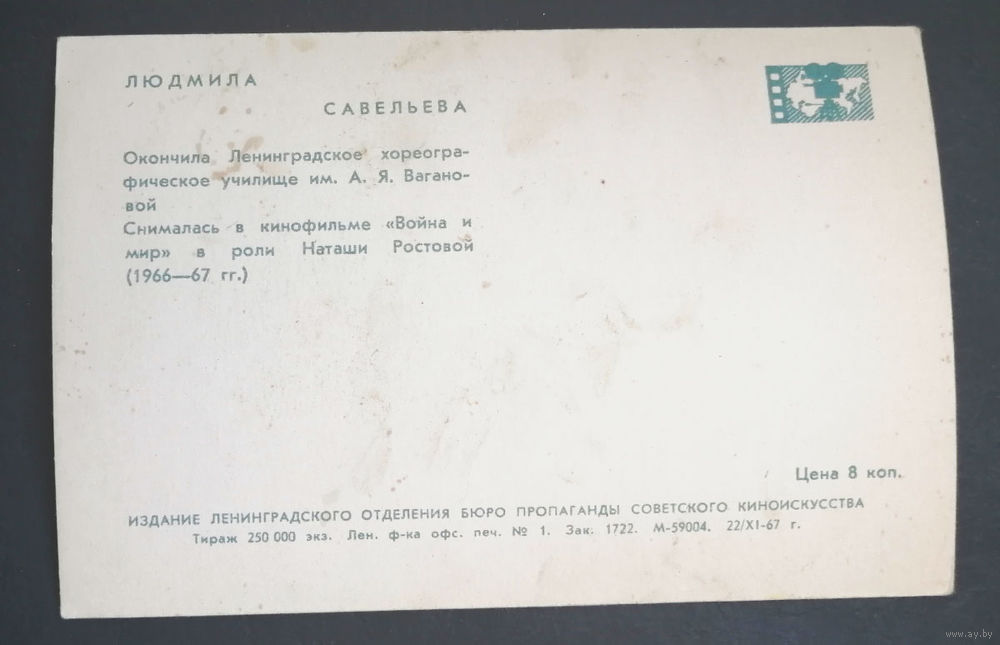 ЛЮДМИЛА
САВЕЛЬЕВА
Окончила Ленинградское хореогра-
фическое училище им. А. Я. Вагано-
вой
Снималась в кинофильме «Война и
мир» в роли Наташи Ростовой
(1966—67 гг.)
Цена 8 коп.
ИЗДАНИЕ ЛЕНИНГРАДСКОГО ОТДЕЛЕНИЯ БЮРО ПРОПАГАНДЫ СОВЕТСКОГО КИНОИСКУССТВА
Тираж 250 000 экз. Лен. ф-ка офс. печ. № 1. Зак. 1722. М-59004. 22/XI-67 г.
www.ay.by